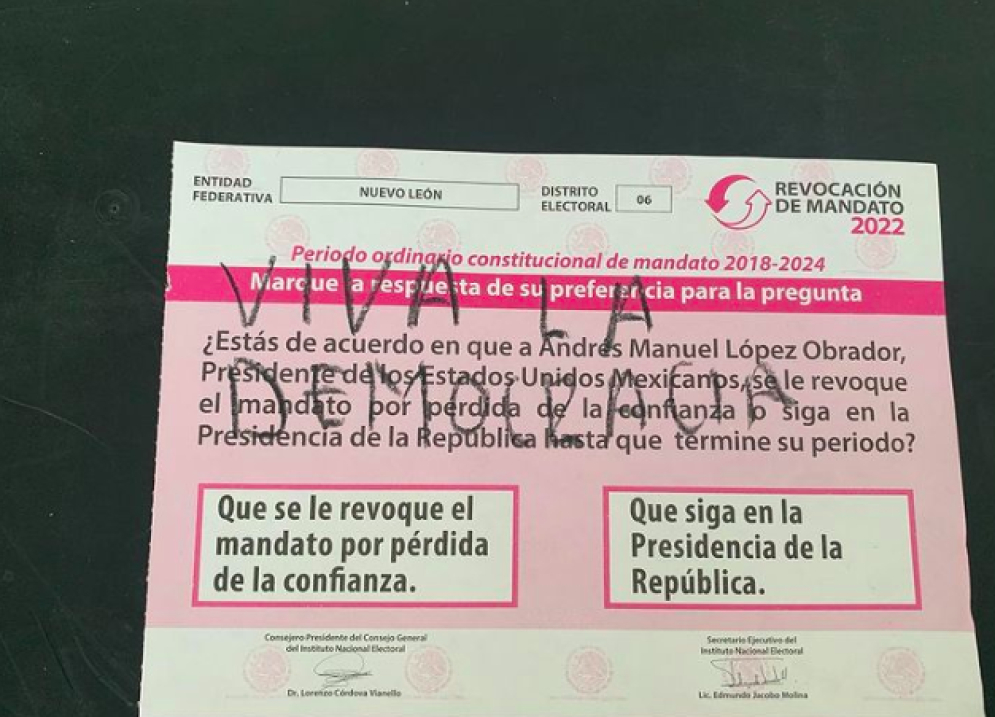 ENTIDAD
FEDERATIVA
NUEVO LEÓN
DISTRITO
ELECTORAL
06
REVOCACIÓN
DE MANDATO
2022
Periodo ordinario constitucional de mandato 2018-2024
Marque la respuesta de su preferencia para la pregunta
VIVA LA
DEMOCRACIA
¿Estás de acuerdo en que a Andrés Manuel López Obrador,
Presidente de los Estados Unidos Mexicanos, se le revoque
el mandato por pérdida de la confianza o siga en la
Presidencia de la República hasta que termine su periodo?
Que se le revoque el
mandato por pérdida
de la confianza.
Que siga en la
Presidencia de la
República.
Consejero Presidente del Consejo General
del Instituto Nacional Electoral
Dr. Lorenzo Córdova Vianello
Secretario Ejecutivo del
Instituto Nacional Electoral
Lic. Edmundo Jacobo Molina